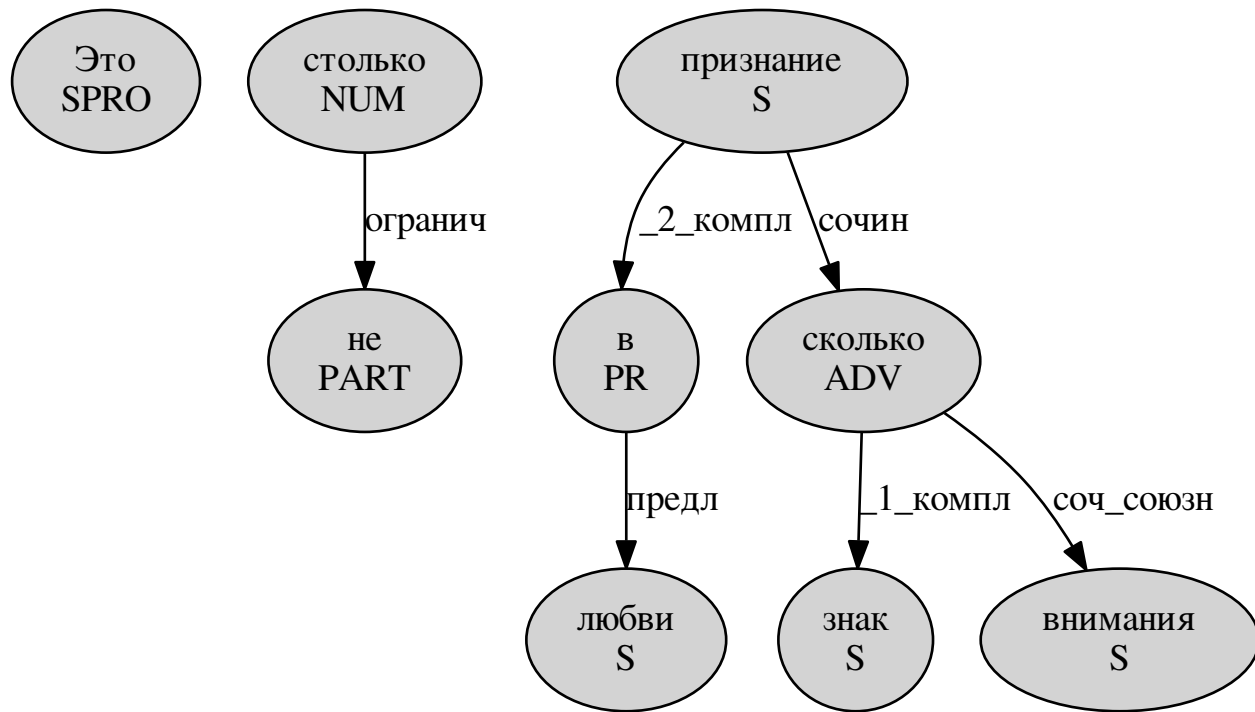 Это
SPRO
столько
NUM
признание
S
огранич
_2_компл
сочин
не
PART
в
PR
сколько
ADV
предл
_1_компл
соч_союзн
любви
S
знак
S
внимания
S